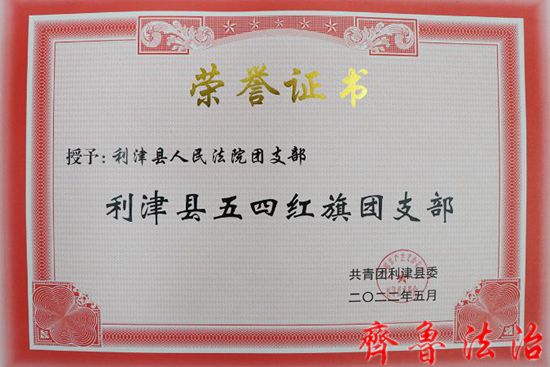 荣誉证书
授予：利津县人民法院团支部
利津县五四红旗团支部
共青团利津县委
二〇二二年五月
齊魯法治